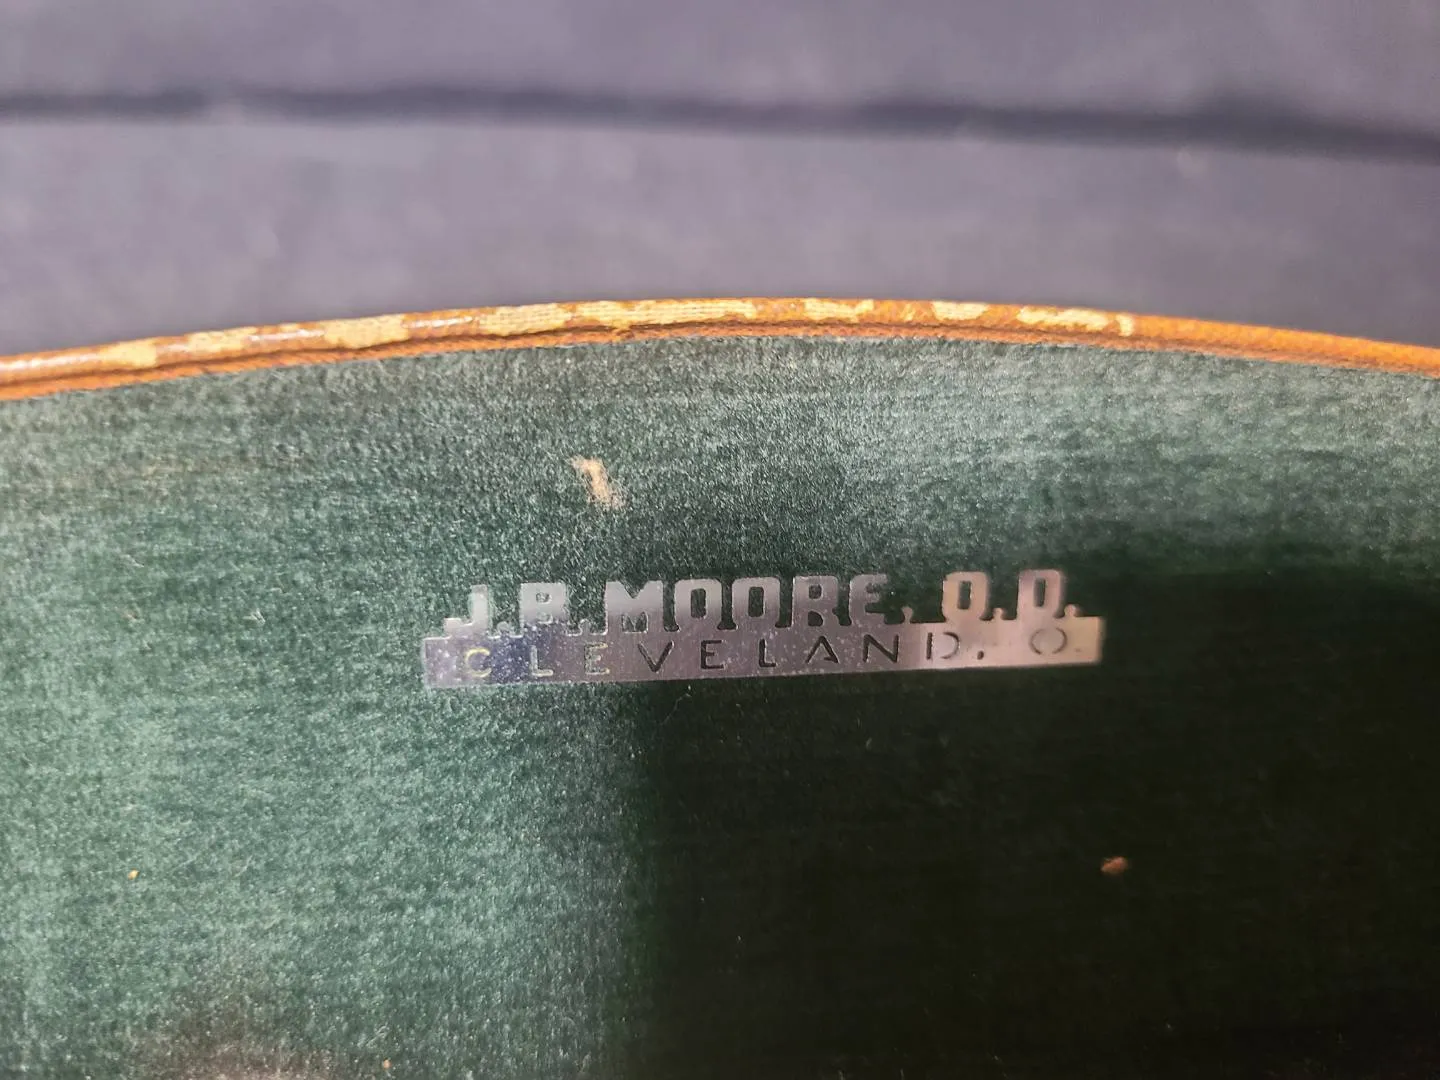 J.R. MOORE, O.D.
CLEVELAND, O.